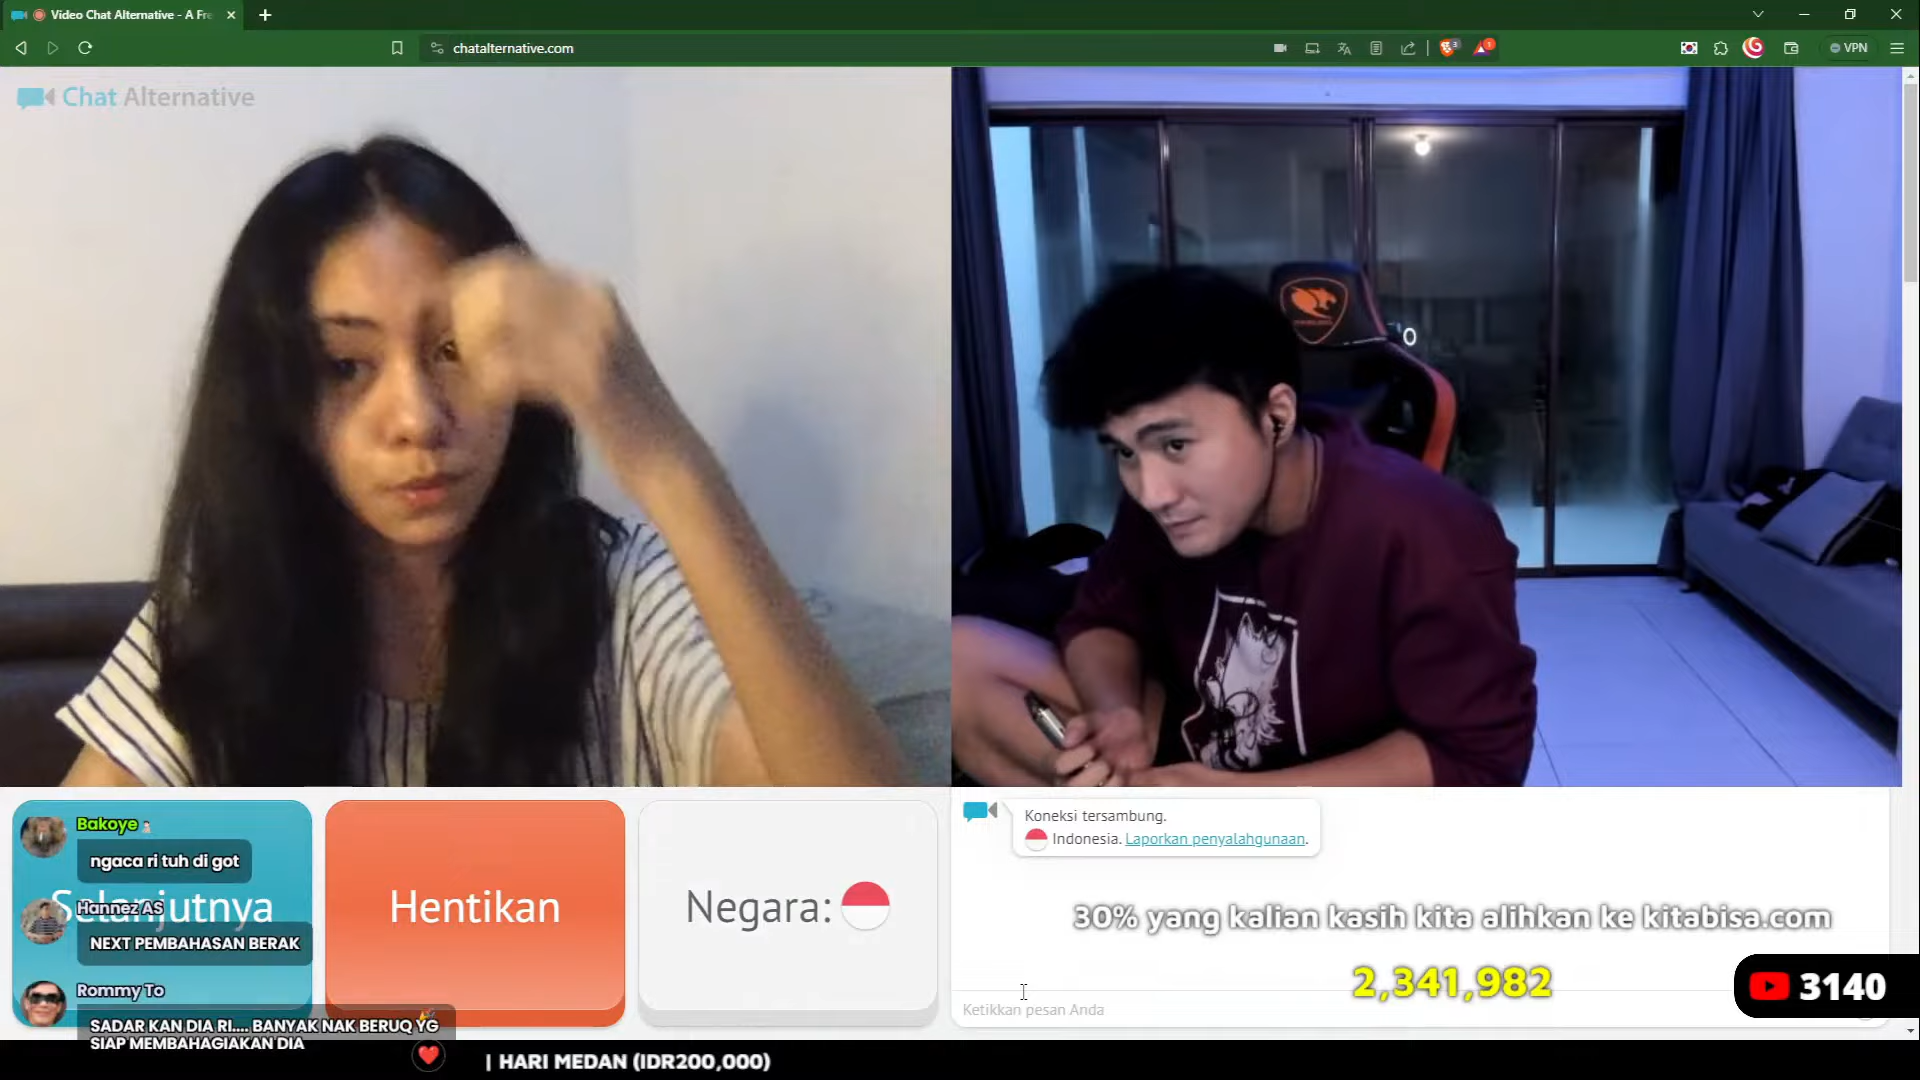 Video Chat Alternative - A Fre
chatalternative.com
VPN
Chat Alternative
Bakoye
ngaca ri tuh di got
Selanjutnya
Hannez AS
NEXT PEMBAHASAN BERAK
Rommy To
SADAR KAN DIA RI.... BANYAK NAK BERUQ YG
SIAP MEMBAHAGIAKAN DIA
Hentikan
Negara:
Koneksi tersambung.
Indonesia. Laporkan penyalahgunaan.
30% yang kalian kasih kita alihkan ke kitabisa.com
2,341,982
Ketikkan pesan Anda
3140
| HARI MEDAN (IDR200,000)